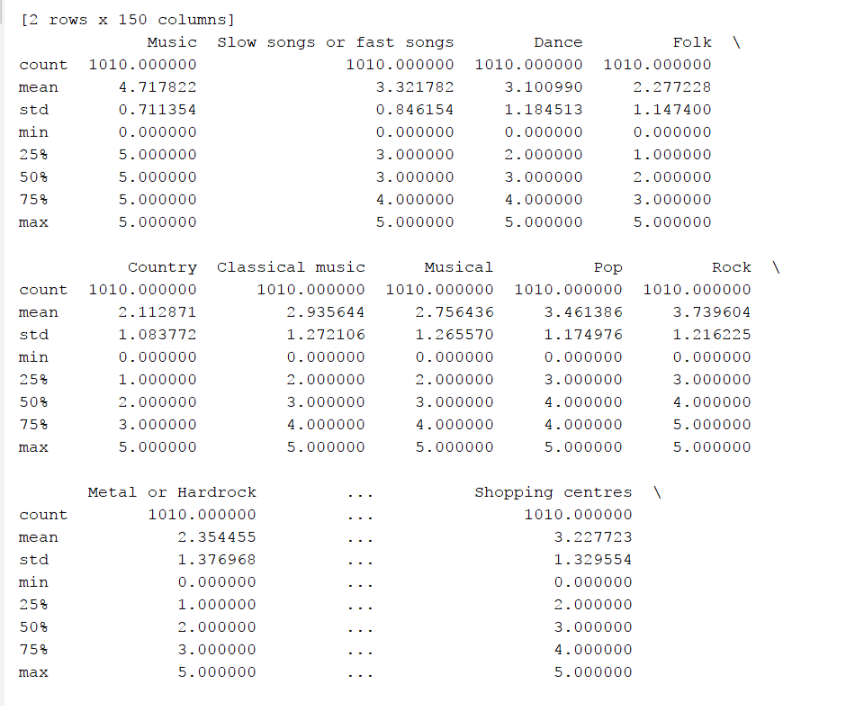 [2 rows x 150 columns]
Music Slow songs or fast songs Dance Folk \
count 1010.000000 1010.000000 1010.000000 1010.000000
mean 4.717822 3.321782 3.100990 2.277228
std 0.711354 0.846154 1.184513 1.147400
min 0.000000 0.000000 0.000000 0.000000
25% 5.000000 3.000000 2.000000 1.000000
50% 5.000000 3.000000 3.000000 2.000000
75% 5.000000 4.000000 4.000000 3.000000
max 5.000000 5.000000 5.000000 5.000000
Country Classical music Musical Pop Rock \
count 1010.000000 1010.000000 1010.000000 1010.000000 1010.000000
mean 2.112871 2.935644 2.756436 3.461386 3.739604
std 1.083772 1.272106 1.265570 1.174976 1.216225
min 0.000000 0.000000 0.000000 0.000000 0.000000
25% 1.000000 2.000000 2.000000 3.000000 3.000000
50% 2.000000 3.000000 3.000000 4.000000 4.000000
75% 3.000000 4.000000 4.000000 4.000000 5.000000
max 5.000000 5.000000 5.000000 5.000000 5.000000
Metal or Hardrock ... Shopping centres \
count 1010.000000 ... 1010.000000
mean 2.354455 ... 3.227723
std 1.376968 ... 1.329554
min 0.000000 ... 0.000000
25% 1.000000 ... 2.000000
50% 2.000000 ... 3.000000
75% 3.000000 ... 4.000000
max 5.000000 ... 5.000000